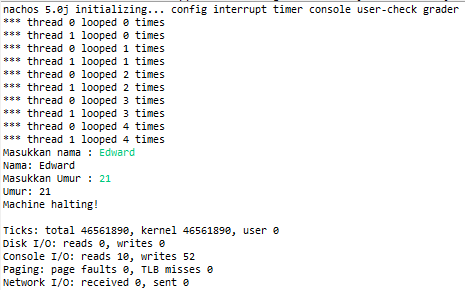 nachos 5.0j initializing... config interrupt timer console user-check grader
*** thread 0 looped 0 times
*** thread 1 looped 0 times
*** thread 0 looped 1 times
*** thread 1 looped 1 times
*** thread 0 looped 2 times
*** thread 1 looped 2 times
*** thread 0 looped 3 times
*** thread 1 looped 3 times
*** thread 0 looped 4 times
*** thread 1 looped 4 times
Masukkan nama : Edward
Nama: Edward
Masukkan Umur : 21
Umur: 21
Machine halting!

Ticks: total 46561890, kernel 46561890, user 0
Disk I/O: reads 0, writes 0
Console I/O: reads 10, writes 52
Paging: page faults 0, TLB misses 0
Network I/O: received 0, sent 0